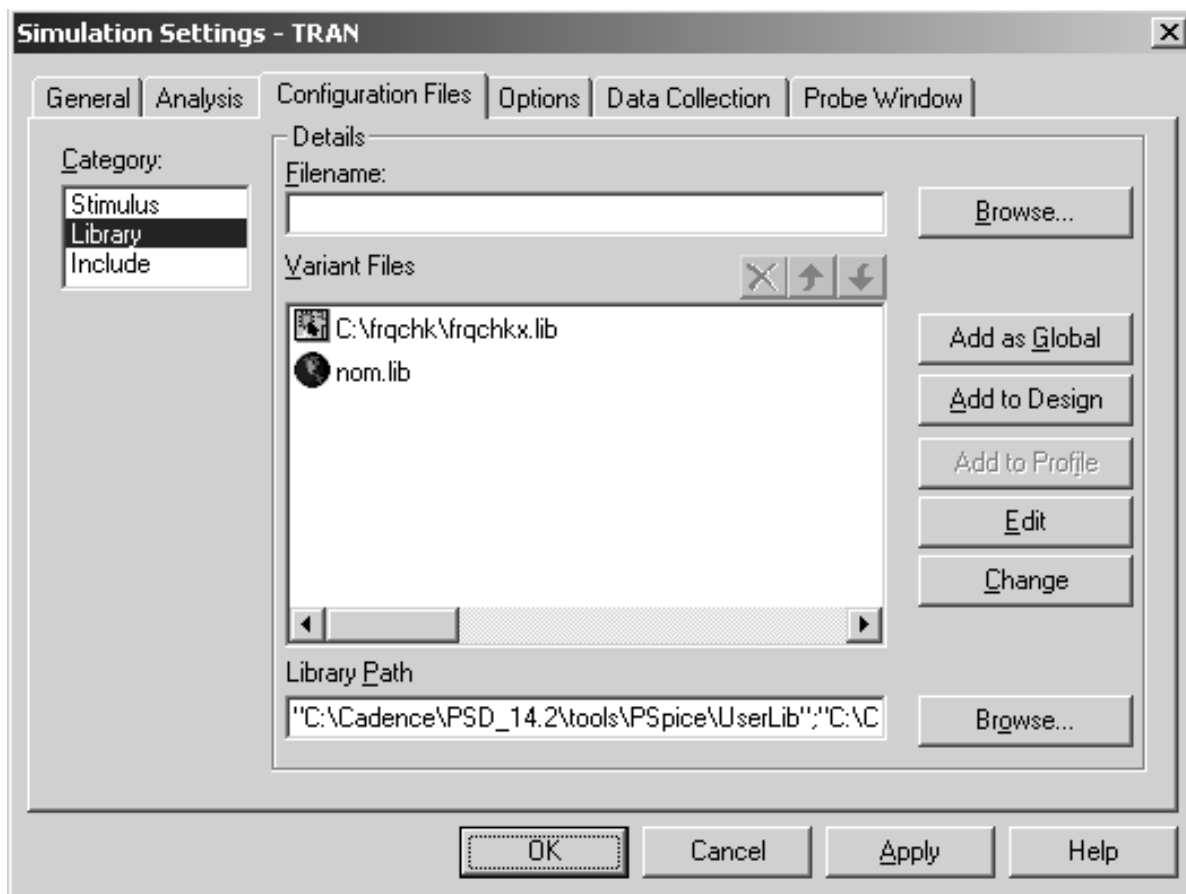 Simulation Settings - TRAN
General
Analysis
Configuration Files
Options
Data Collection
Probe Window
Category:
Stimulus
Library
Include
Details
Filename:
Browse...
Variant Files
C:\frqchk\frqchkx.lib
nom.lib
Add as Global
Add to Design
Add to Profile
Edit
Change
Library Path
"C:\Cadence\PSD_14.2\tools\PSpice\UserLib";"C:\C
Browse...
OK
Cancel
Apply
Help